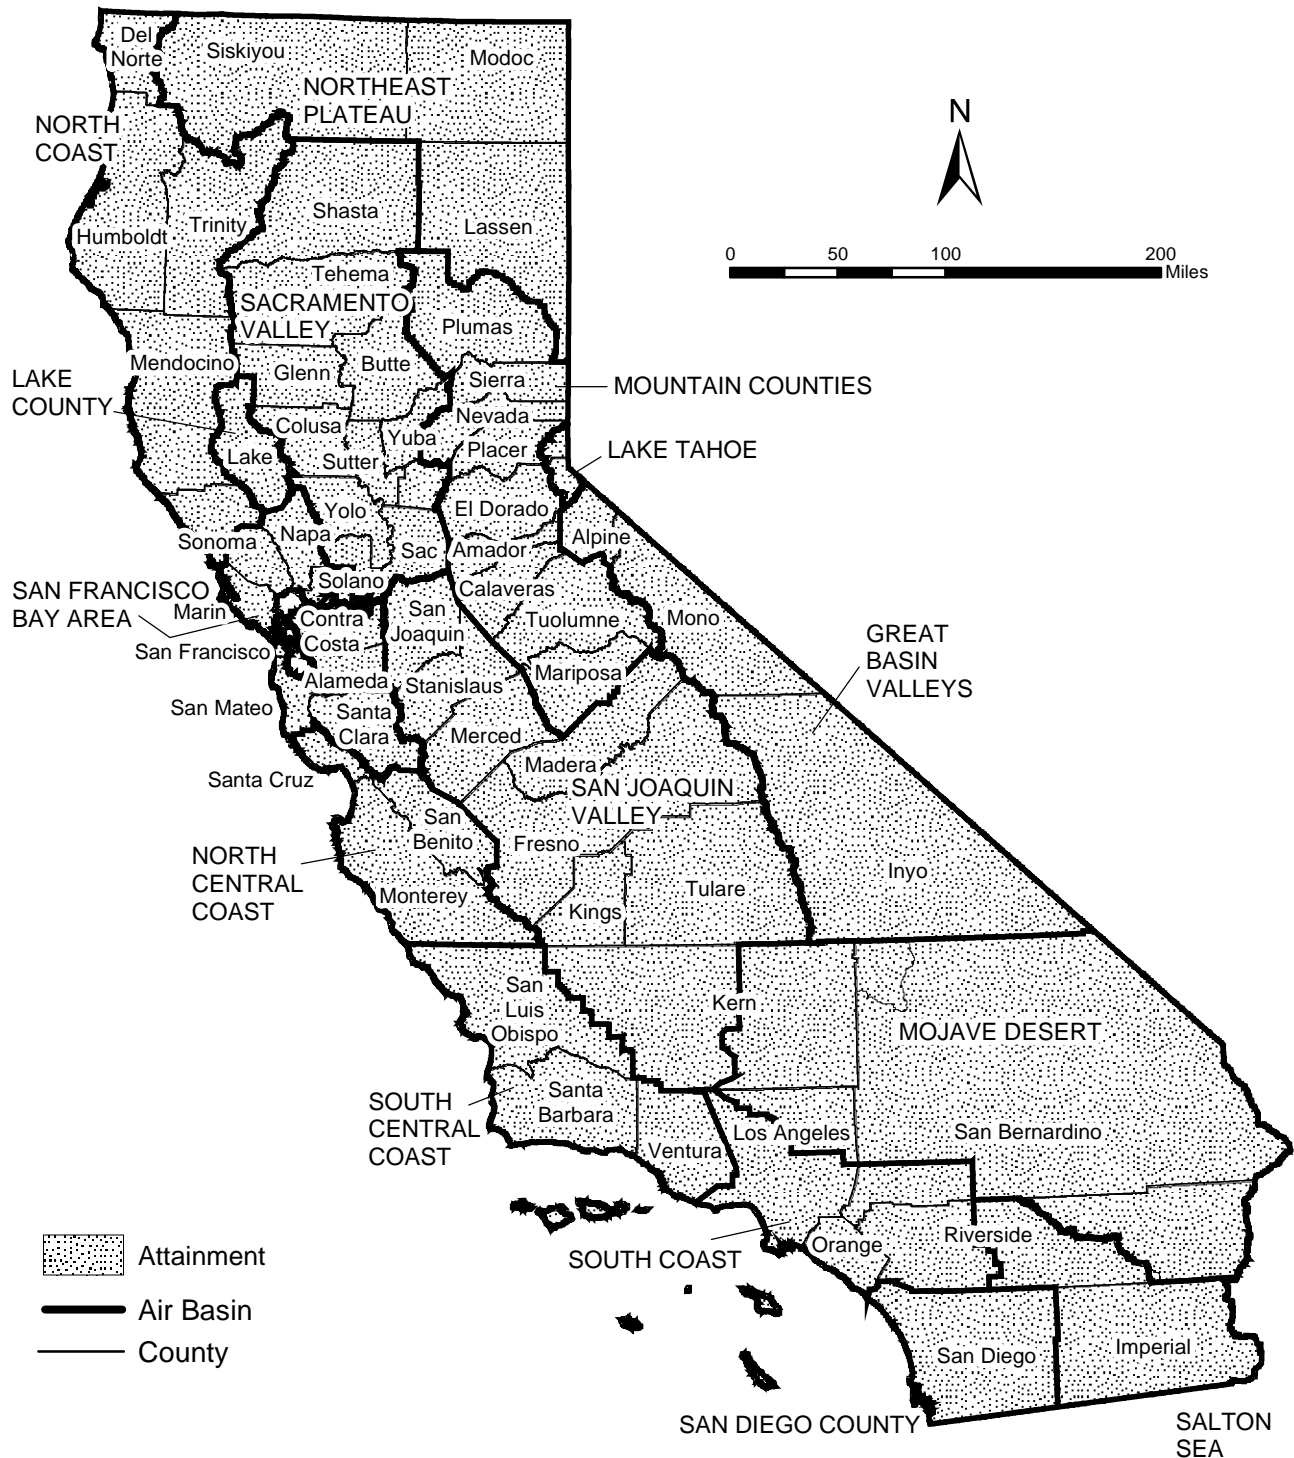 Del
Norte
Siskiyou
Modoc
NORTHEAST
PLATEAU
NORTH
COAST
N
Humboldt
Trinity
Shasta
Lassen
0 50 100 200
Miles
Tehema
SACRAMENTO
VALLEY
Plumas
Mendocino
Glenn
Butte
Sierra
MOUNTAIN COUNTIES
LAKE
COUNTY
Nevada
Colusa
Yuba
Placer
LAKE TAHOE
Lake
Sutter
Yolo
El Dorado
Sonoma
Napa
Sac
Amador
Alpine
Solano
Calaveras
SAN FRANCISCO
BAY AREA
Marin
Contra
Costa
San
Joaquin
Tuolumne
Mono
San Francisco
GREAT
BASIN
VALLEYS
Alameda
Stanislaus
Mariposa
San Mateo
Santa
Clara
Merced
Madera
Santa Cruz
SAN JOAQUIN
VALLEY
San
Benito
Fresno
NORTH
CENTRAL
COAST
Monterey
Kings
Tulare
Inyo
San
Luis
Obispo
Kern
MOJAVE DESERT
SOUTH
CENTRAL
COAST
Santa
Barbara
Ventura
Los Angeles
San Bernardino
Riverside
Orange
SOUTH COAST
Attainment
Air Basin
County
San Diego
Imperial
SAN DIEGO COUNTY
SALTON
SEA